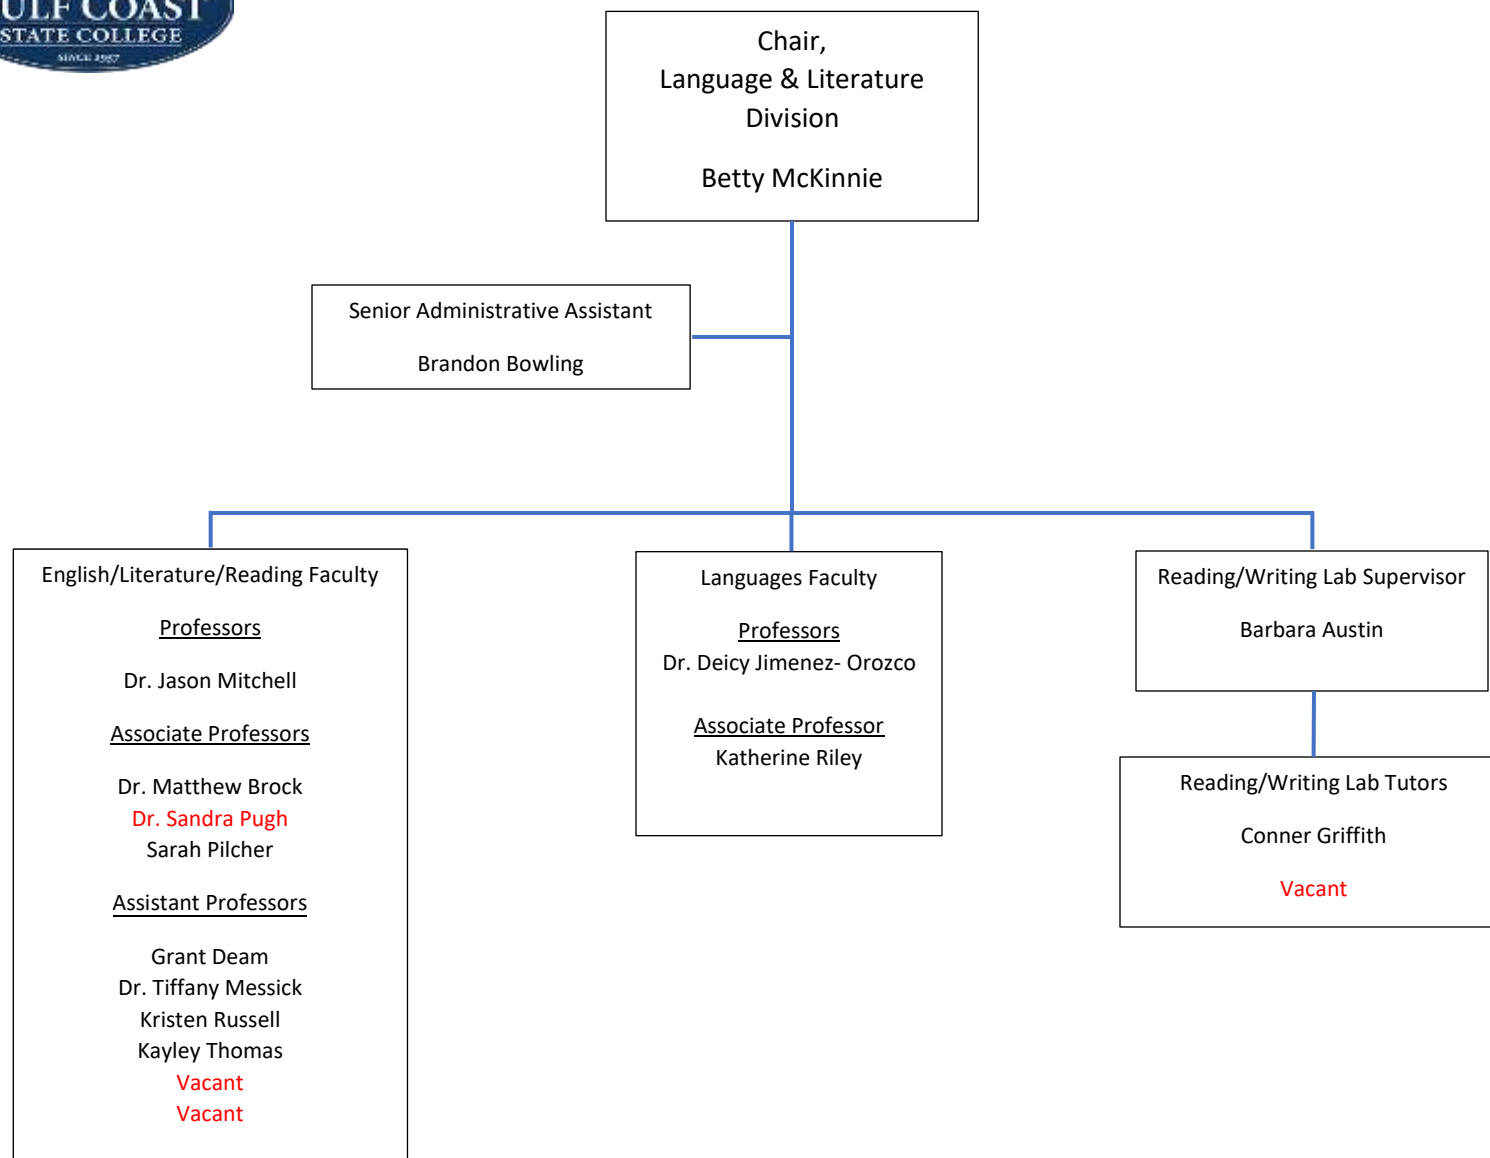 ULF COAST
STATE COLLEGE
SINCE 1957
Chair,
Language & Literature
Division
Betty McKinnie
Senior Administrative Assistant
Brandon Bowling
English/Literature/Reading Faculty
Professors
Dr. Jason Mitchell
Associate Professors
Dr. Matthew Brock
Dr. Sandra Pugh
Sarah Pilcher
Assistant Professors
Grant Deam
Dr. Tiffany Messick
Kristen Russell
Kayley Thomas
Vacant
Vacant
Languages Faculty
Professors
Dr. Deicy Jimenez- Orozco
Associate Professor
Katherine Riley
Reading/Writing Lab Supervisor
Barbara Austin
Reading/Writing Lab Tutors
Conner Griffith
Vacant